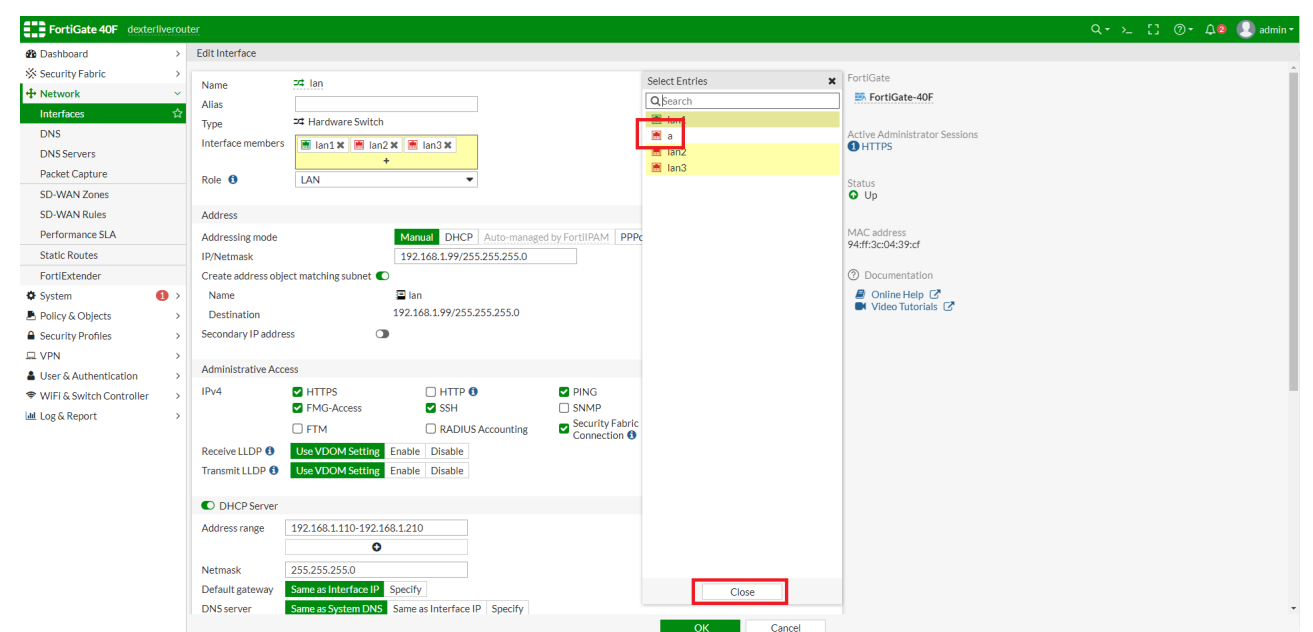 FortiGate 40F dexterliverouter
admin
2
Dashboard
Security Fabric
Network
Interfaces
DNS
DNS Servers
Packet Capture
SD-WAN Zones
SD-WAN Rules
Performance SLA
Static Routes
FortiExtender
System 1
Policy & Objects
Security Profiles
VPN
User & Authentication
WiFi & Switch Controller
Log & Report
Edit Interface
Name lan
Alias
Type Hardware Switch
Interface members lan1 lan2 lan3
+
Role LAN
Address
Addressing mode Manual DHCP Auto-managed by FortiIPAM
IP/Netmask 192.168.1.99/255.255.255.0
Create address object matching subnet
Name lan
Destination 192.168.1.99/255.255.255.0
Secondary IP address
Administrative Access
IPv4 HTTPS HTTP PING
FMG-Access SSH SNMP
FTM RADIUS Accounting Security Fabric
Connection
Receive LLDP Use VDOM Setting Enable Disable
Transmit LLDP Use VDOM Setting Enable Disable
DHCP Server
Address range 192.168.1.110-192.168.1.210
Netmask 255.255.255.0
Default gateway Same as Interface IP Specify
DNS server Same as System DNS Same as Interface IP Specify
OK Cancel
Select Entries
Search
lan1
a
lan2
lan3
Close
FortiGate
FortiGate-40F
Active Administrator Sessions
1 HTTPS
Status
Up
MAC address
94:ff:3c:04:39:cf
Documentation
Online Help
Video Tutorials